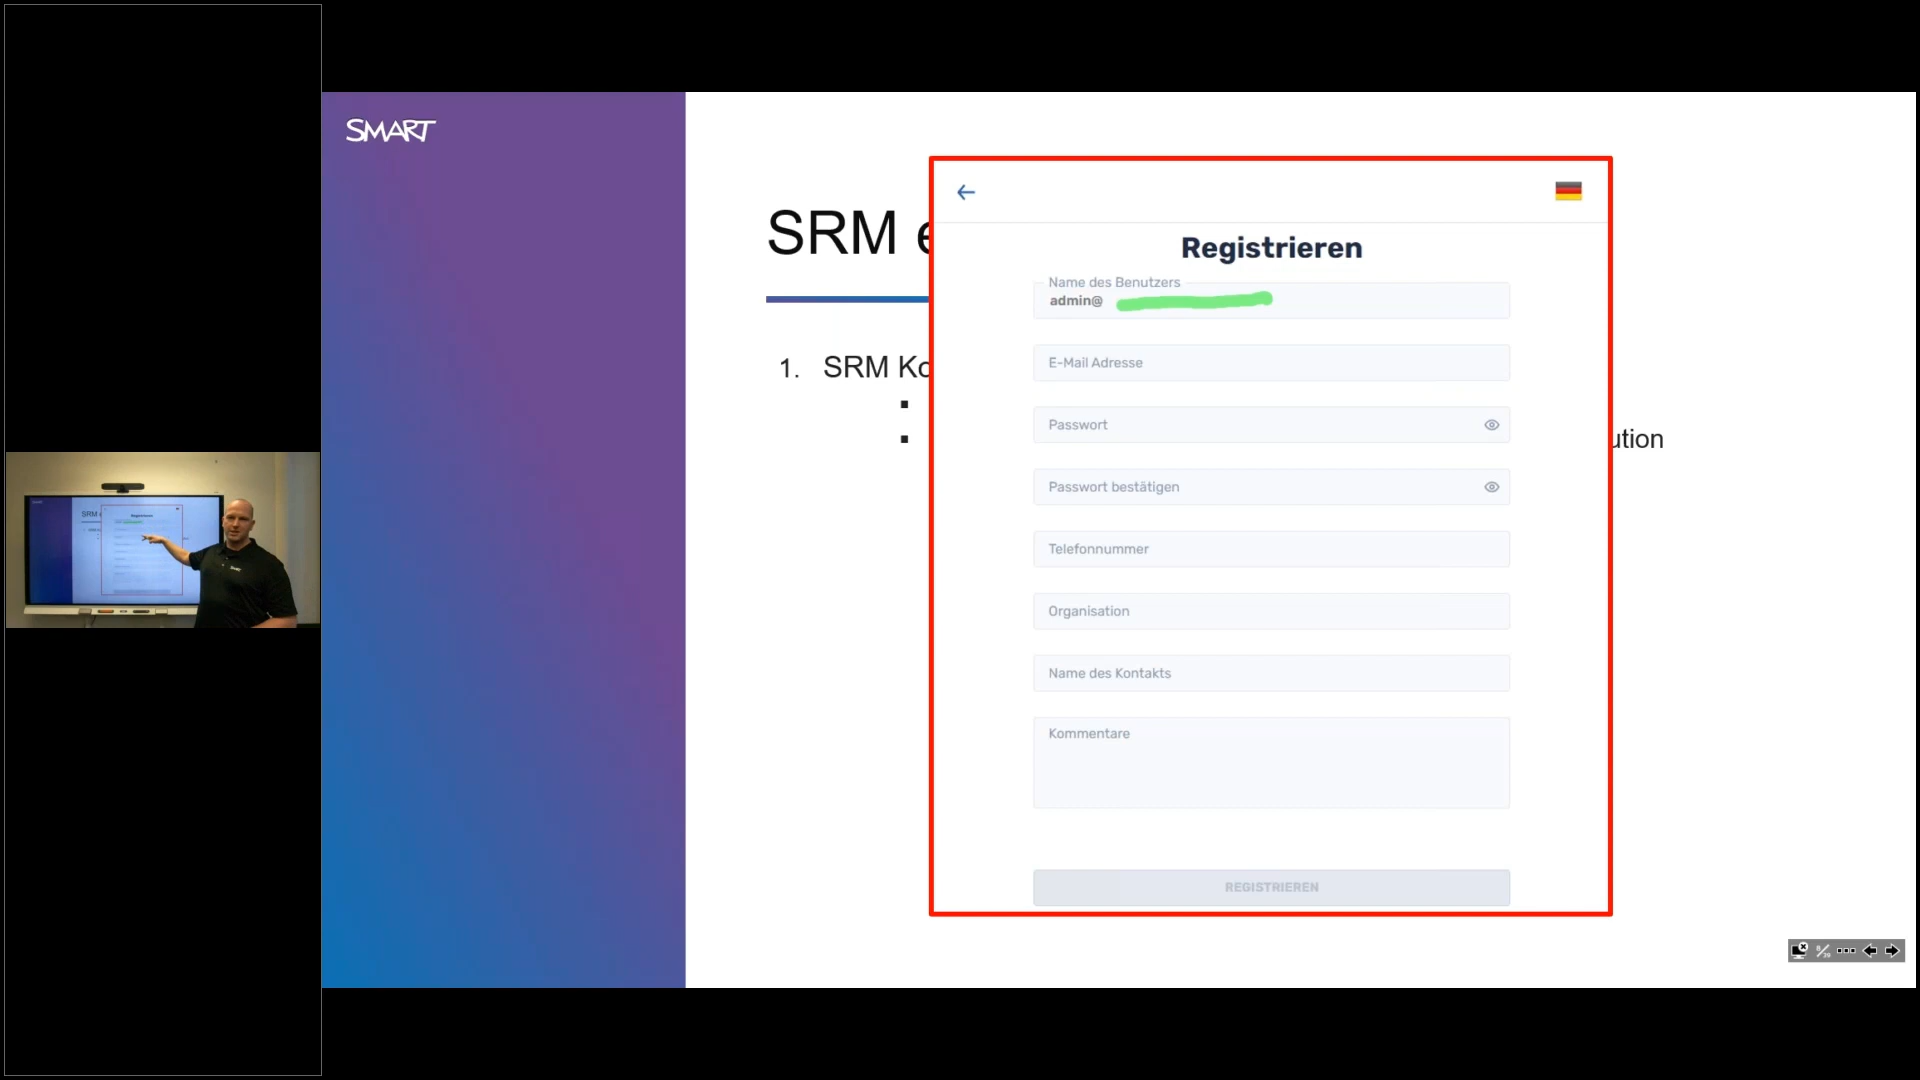 SMART
SRM
Registrieren
Name des Benutzers
admin@
E-Mail Adresse
1. SRM
Passwort
ution
Passwort bestätigen
Telefonnummer
Organisation
Name des Kontakts
Kommentare
REGISTRIEREN